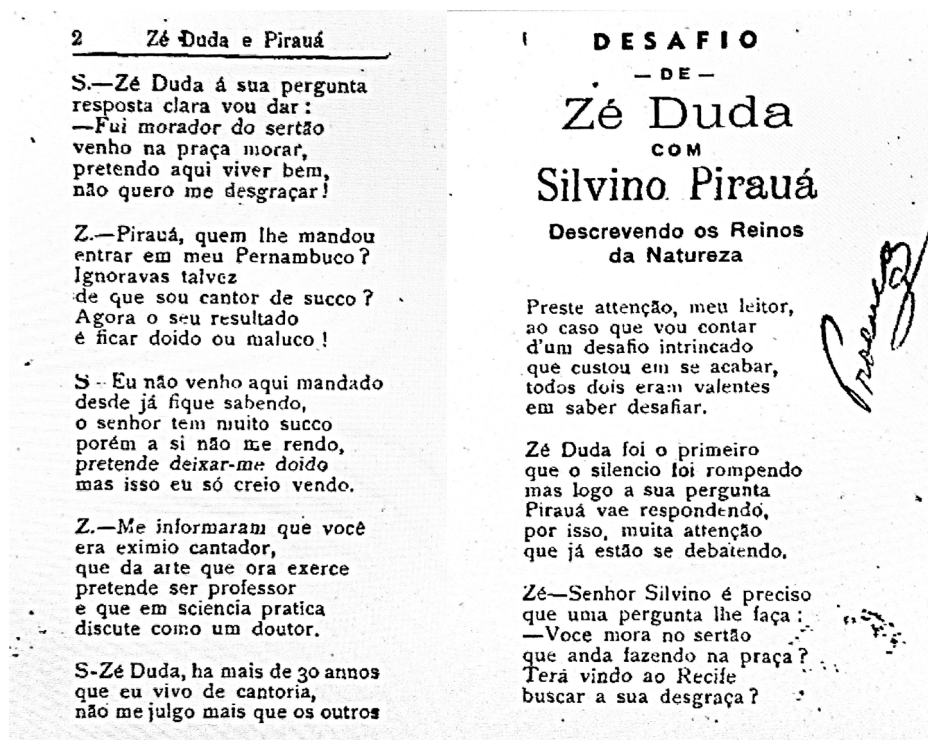 2 Zé Duda e Pirauá
S.—Zé Duda á sua pergunta
resposta clara vou dar :
—Fui morador do sertão
venho na praça morar,
pretendo aqui viver bem,
não quero me desgraçar !
Z.—Pirauá, quem lhe mandou
entrar em meu Pernambuco ?
Ignoravas talvez
de que sou cantor de succo ?
Agora o seu resultado
é ficar doido ou maluco !
S - Eu não venho aqui mandado
desde já fique sabendo,
o senhor tem muito succo
porém a si não me rendo,
pretende deixar-me doido
mas isso eu só creio vendo.
Z.—Me informaram que você
era eximio cantador,
que da arte que ora exerce
pretende ser professor
e que em sciencia pratica
discute como um doutor.
S-Zé Duda, ha mais de 30 annos
que eu vivo de cantoria,
não me julgo mais que os outros
DESAFIO
— DE —
Zé Duda
COM
Silvino Pirauá
Descrevendo os Reinos
da Natureza
Preste attenção, meu leitor,
ao caso que vou contar
d'um desafio intrincado
que custou em se acabar,
todos dois eram valentes
em saber desafiar.
Zé Duda foi o primeiro
que o silencio foi rompendo
mas logo a sua pergunta
Pirauá vae respondendo,
por isso, muita attenção
que já estão se debatendo.
Zé—Senhor Silvino é preciso
que uma pergunta lhe faça :
—Voce mora no sertão
que anda fazendo na praça ?
Terá vindo ao Recife
buscar a sua desgraça ?